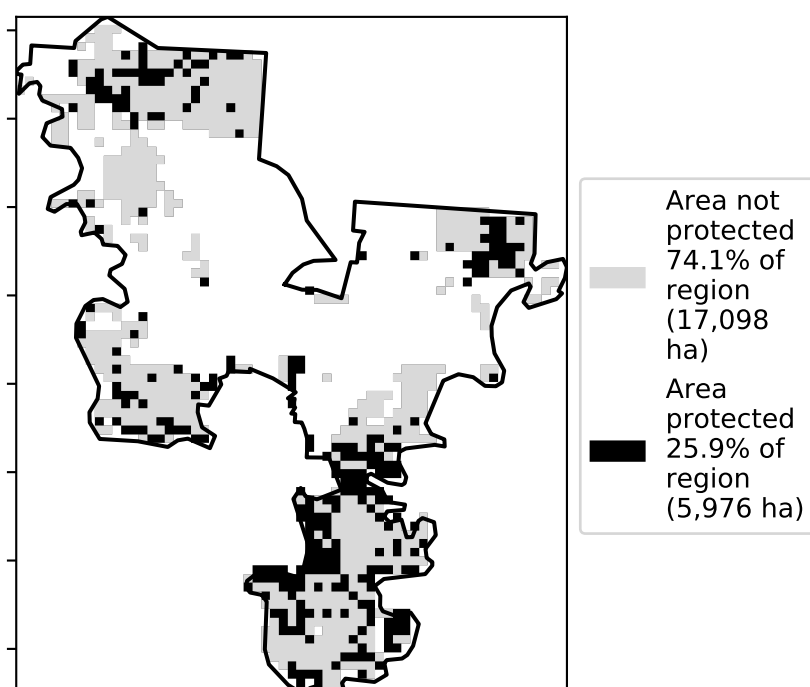 Area not
protected
74.1% of
region
(17,098
ha)
Area
protected
25.9% of
region
(5,976 ha)